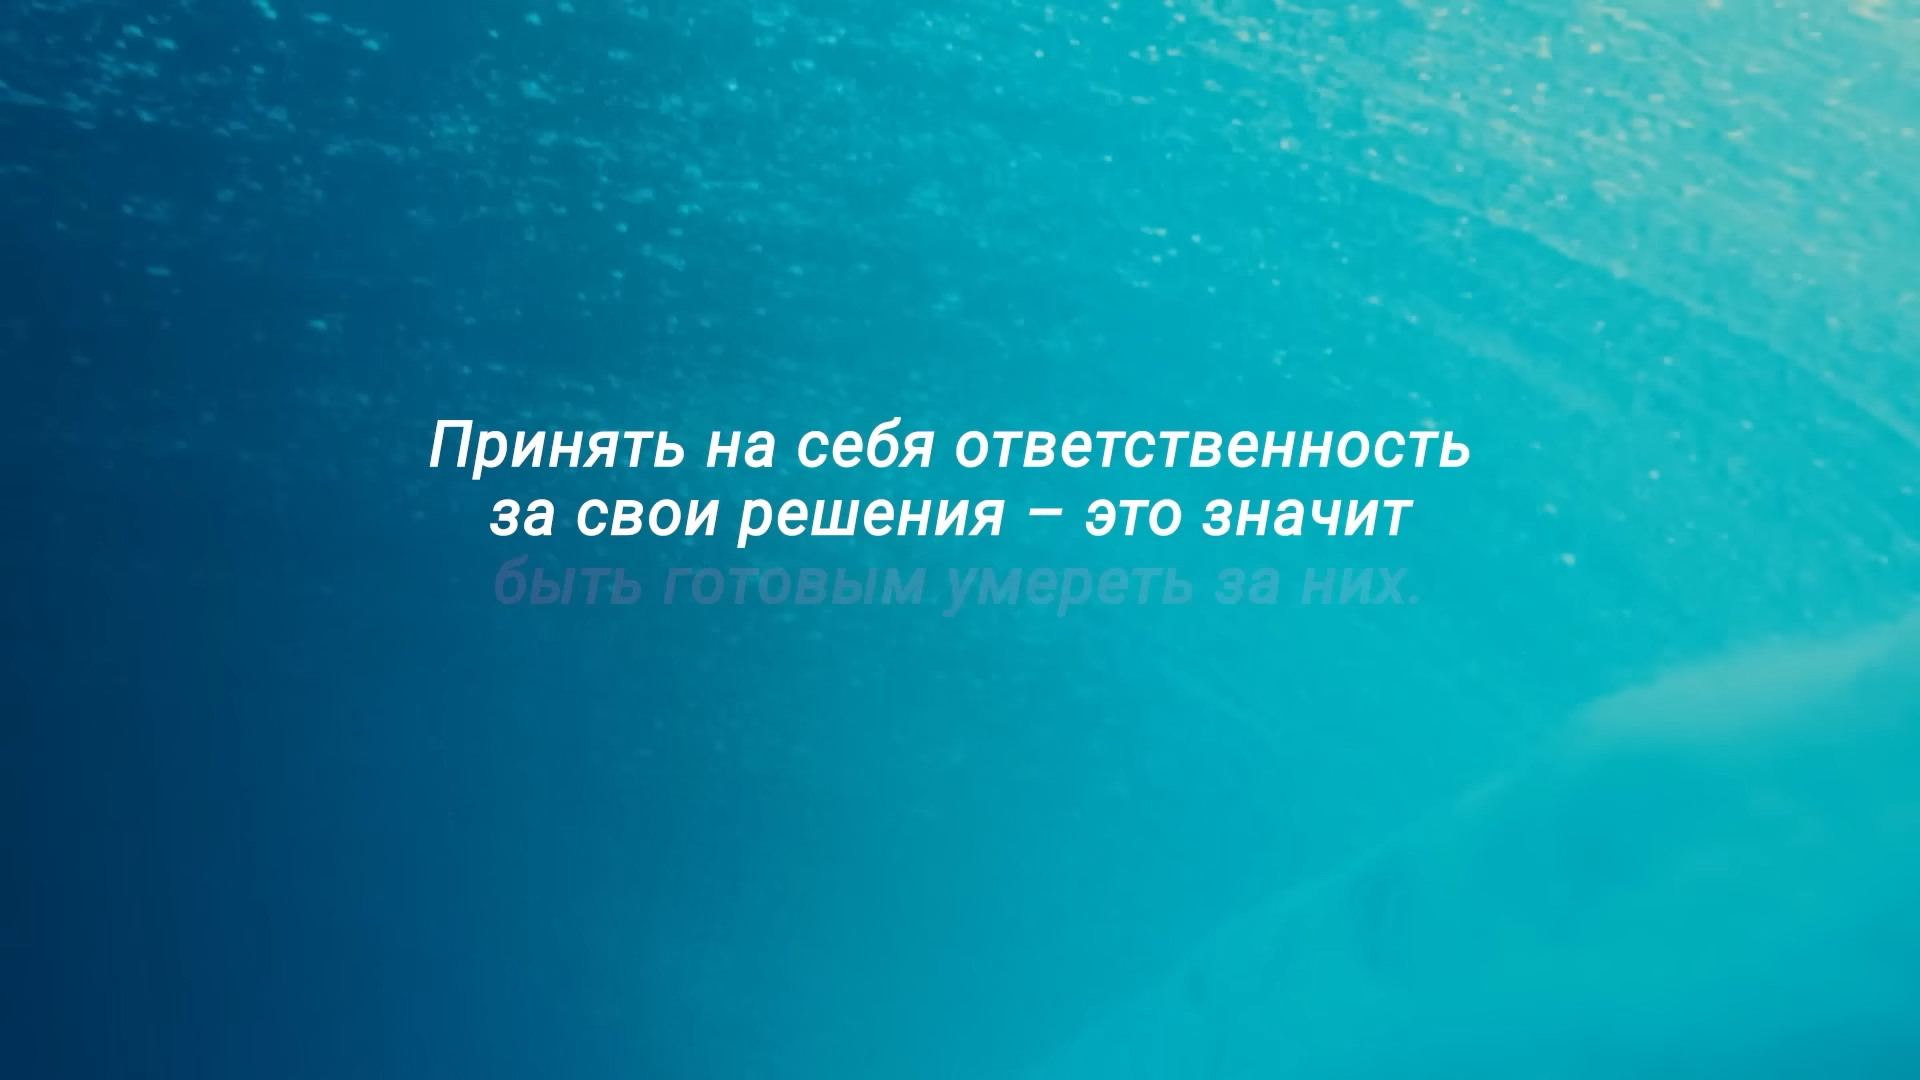 Принять на себя ответственность
за свои решения – это значит
быть готовым умереть за них.